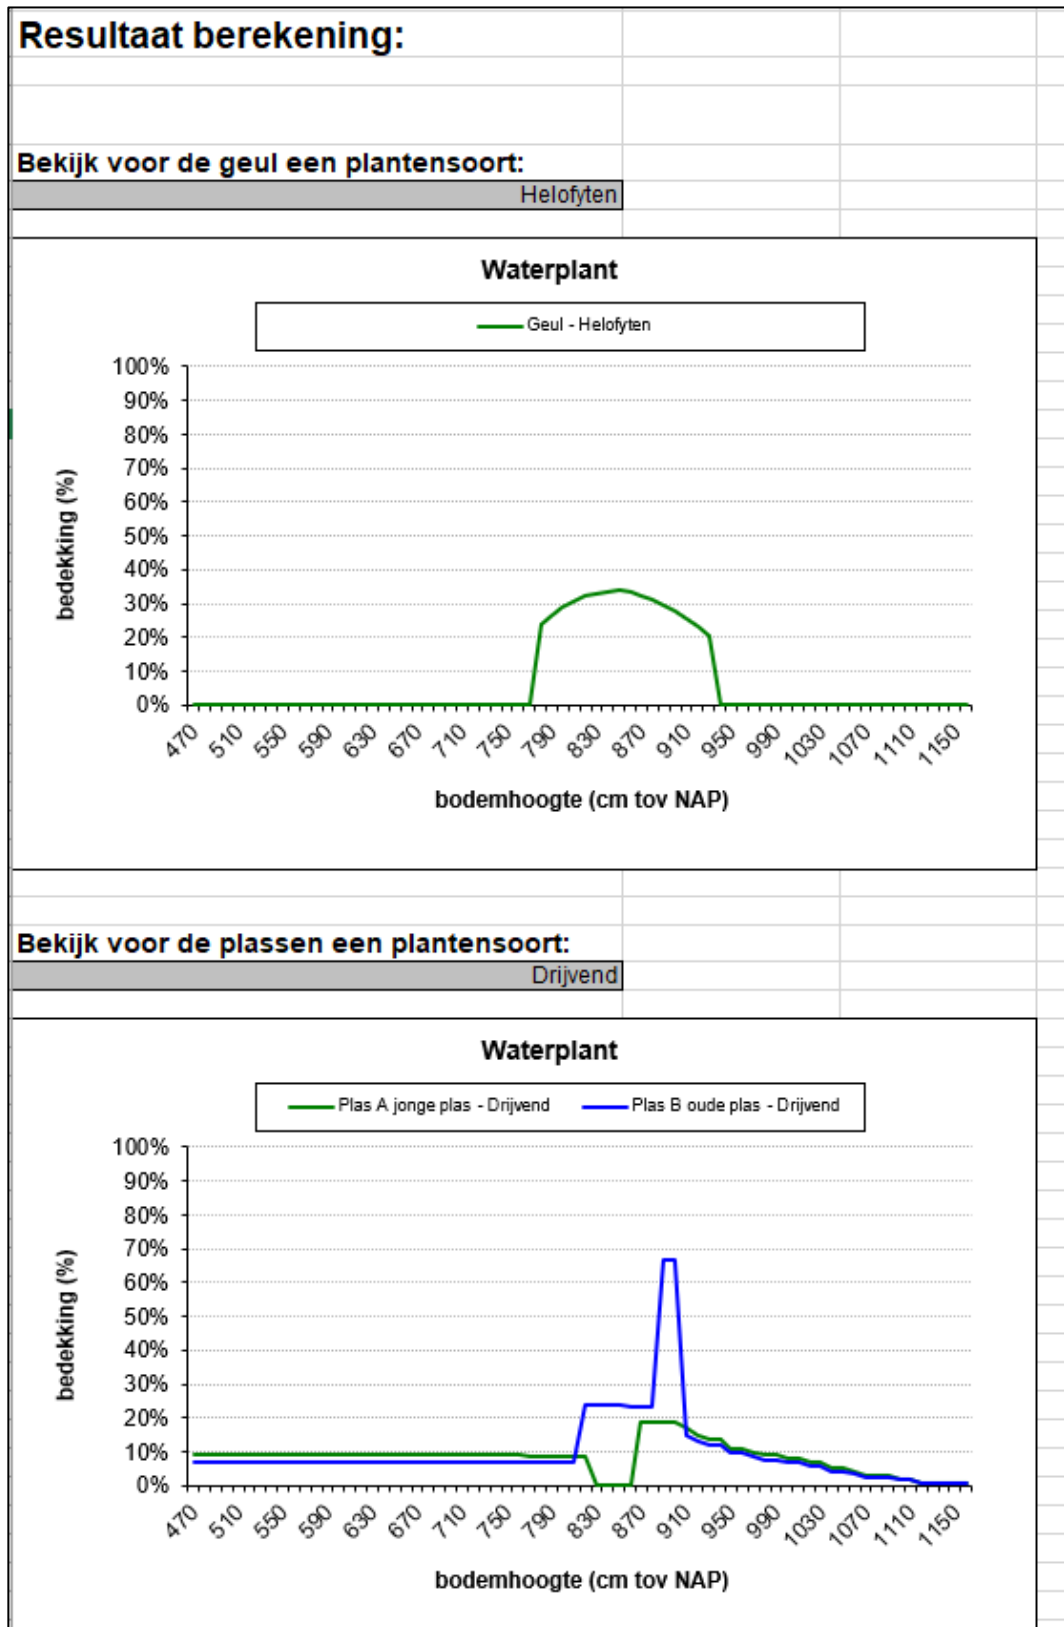 Resultaat berekening:
Bekijk voor de geul een plantensoort:
Helofyten
Waterplant
Geul - Helofyten
100%
90%
80%
70%
60%
50%
40%
30%
20%
10%
0%
bedekking (%)
470 510 550 590 630 670 710 750 790 830 870 910 950 990 1030 1070 1110 1150
bodemhoogte (cm tov NAP)
Bekijk voor de plassen een plantensoort:
Drijvend
Waterplant
Plas A jonge plas - Drijvend Plas B oude plas - Drijvend
100%
90%
80%
70%
60%
50%
40%
30%
20%
10%
0%
bedekking (%)
470 510 550 590 630 670 710 750 790 830 870 910 950 990 1030 1070 1110 1150
bodemhoogte (cm tov NAP)